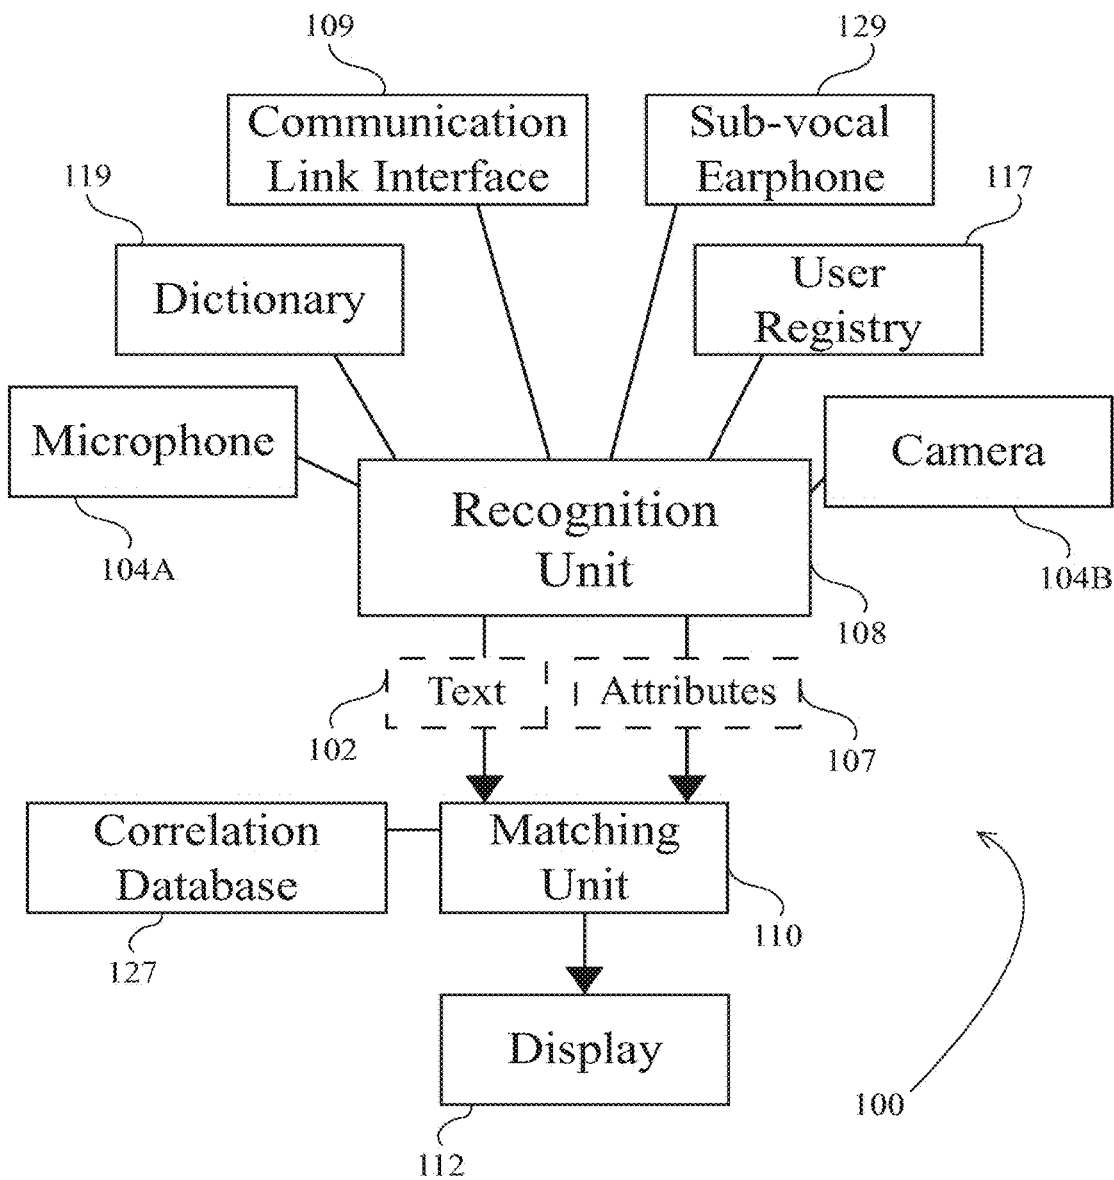 109
129
Communication
Link Interface
Sub-vocal
Earphone
119
117
Dictionary
User
Registry
Microphone
Camera
Recognition
Unit
104A
104B
108
Text
Attributes
102
107
Correlation
Database
Matching
Unit
127
110
Display
100
112